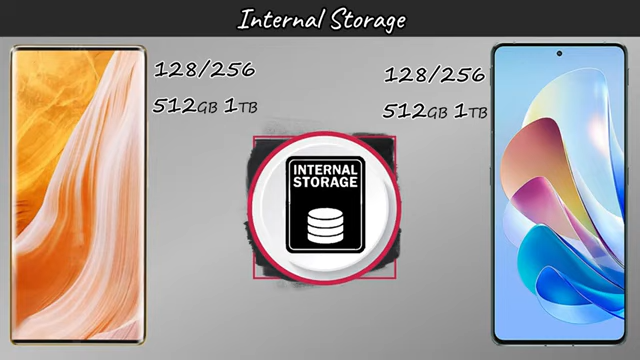 Internal Storage
128/256
512GB 1TB
128/256
512GB 1TB
INTERNAL
STORAGE